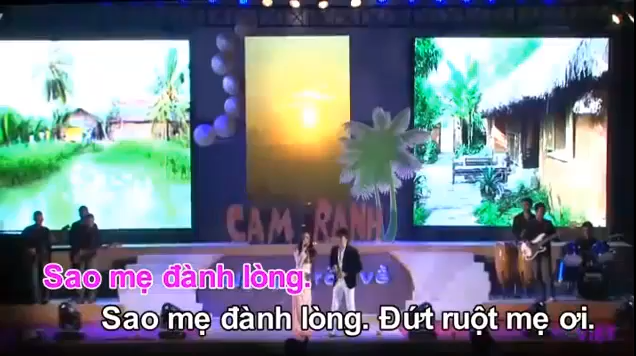 CAM RANH
Sao mẹ đành lòng.
Sao mẹ đành lòng. Đứt ruột mẹ ơi.